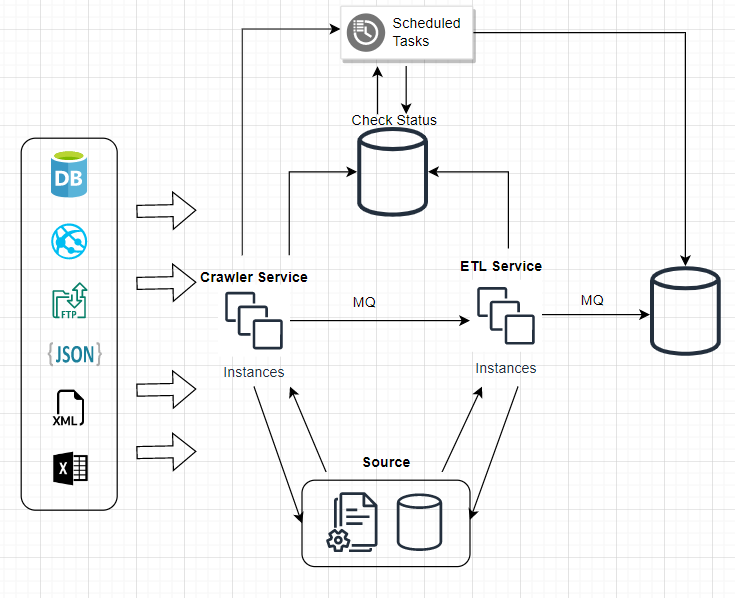 Scheduled
Tasks
Check Status
DB
FTP
{JSON}
XML
X
Crawler Service
MQ
ETL Service
MQ
Instances
Instances
Source